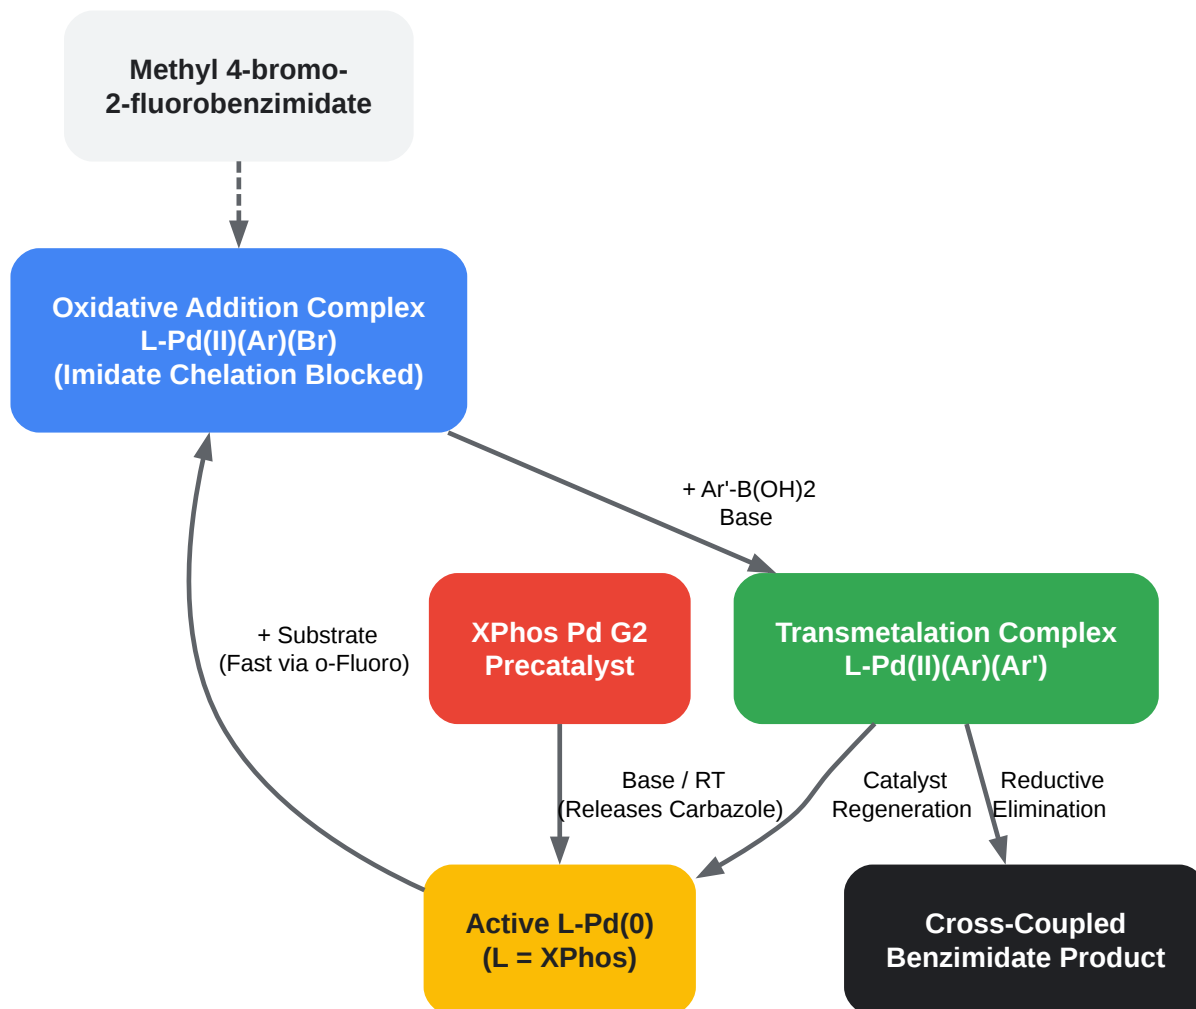 Methyl 4-bromo-
2-fluorobenzimidate
Oxidative Addition Complex
L-Pd(II)(Ar)(Br)
(Imidate Chelation Blocked)
+ Ar'-B(OH)2
Base
+ Substrate
(Fast via o-Fluoro)
XPhos Pd G2
Precatalyst
Transmetalation Complex
L-Pd(II)(Ar)(Ar')
Base / RT
(Releases Carbazole)
Catalyst
Regeneration
Reductive
Elimination
Active L-Pd(0)
(L = XPhos)
Cross-Coupled
Benzimidate Product